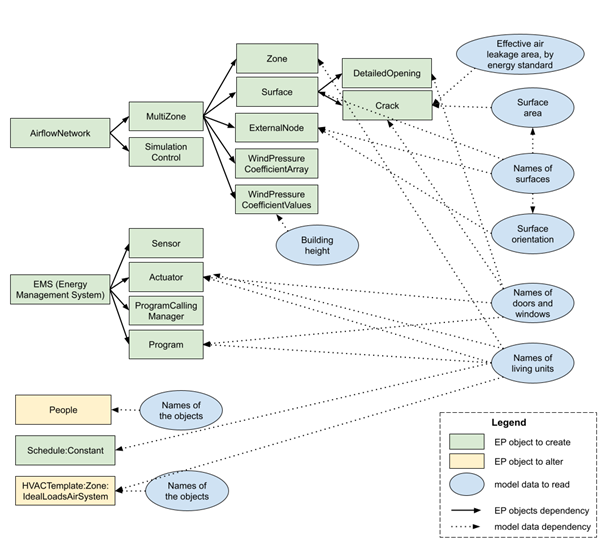 Zone
Effective air
leakage area, by
energy standard
DetailedOpening
Surface
Crack
MultiZone
Surface
area
AirflowNetwork
ExternalNode
Simulation
Control
WindPressure
CoefficientArray
Names of
surfaces
WindPressure
CoefficientValues
Surface
orientation
Building
height
Sensor
EMS (Energy
Management System)
Actuator
ProgramCalling
Manager
Names of
doors and
windows
Program
Names of
living units
People
Names of
the objects
Schedule:Constant
HVACTemplate:Zone:
IdealLoadsAirSystem
Names of
the objects
Legend
EP object to create
EP object to alter
model data to read
EP objects dependency
model data dependency